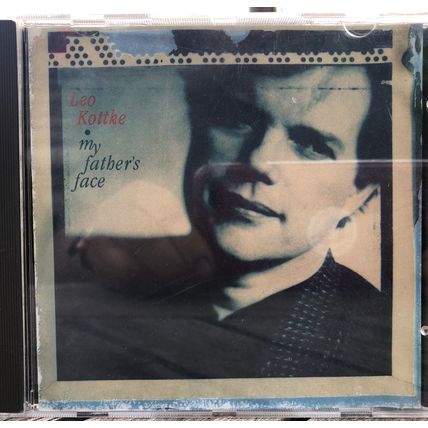 Leo
Kottke
•
my
father's
face